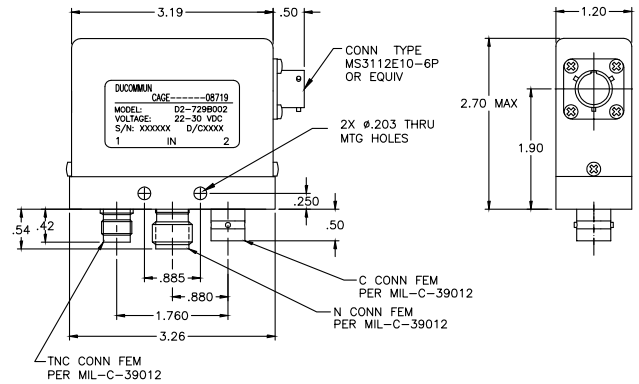 3.19
.50
1.20
CONN TYPE
MS3112E10-6P
OR EQUIV
DUCOMMUN
CAGE------08719
MODEL: D2-729B002
VOLTAGE: 22-30 VDC
S/N: XXXXXX D/CXXXX
1 IN 2
2.70 MAX
1.90
2X ø.203 THRU
MTG HOLES
.250
.54
.42
.50
.885
.880
1.760
3.26
C CONN FEM
PER MIL-C-39012
N CONN FEM
PER MIL-C-39012
TNC CONN FEM
PER MIL-C-39012